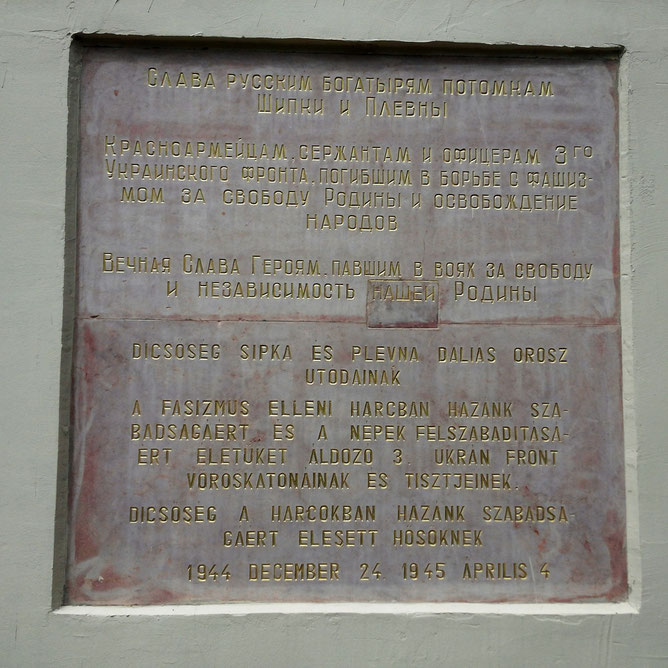 Слава русским богатырям потомкам
Шипки и Плевны
Красноармейцам, сержантам и офицерам 3го
Украинского фронта, погибшим в борьбе с фашиз-
мом за свободу Родины и освобождение
народов
Вечная Слава Героям, павшим в боях за свободу
и независимость нашей Родины
DICSOSEG SIPKA ES PLEVNA DALIAS OROSZ
UTODAINAK
A FASIZMUS ELLENI HARCBAN HAZANK SZA-
BADSAGAERT ES A NEPEK FELSZABADITASA-
ERT ELETUKET ALDOZO 3. UKRAN FRONT
VOROSKATONAINAK ES TISZTJEINEK.
DICSOSEG A HARCOKBAN HAZANK SZABADSA-
GAERT ELESETT HOSOKNEK
1944 DECEMBER 24 1945 APRILIS 4